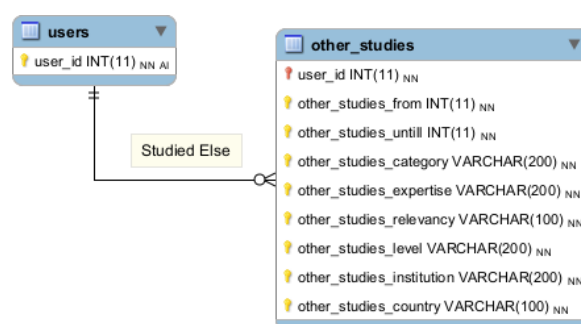 users
user_id INT(11) NN AI
Studied Else
other_studies
user_id INT(11) NN
other_studies_from INT(11) NN
other_studies_untill INT(11) NN
other_studies_category VARCHAR(200) NN
other_studies_expertise VARCHAR(200) NN
other_studies_relevancy VARCHAR(100) NN
other_studies_level VARCHAR(200) NN
other_studies_institution VARCHAR(200) NN
other_studies_country VARCHAR(100) NN